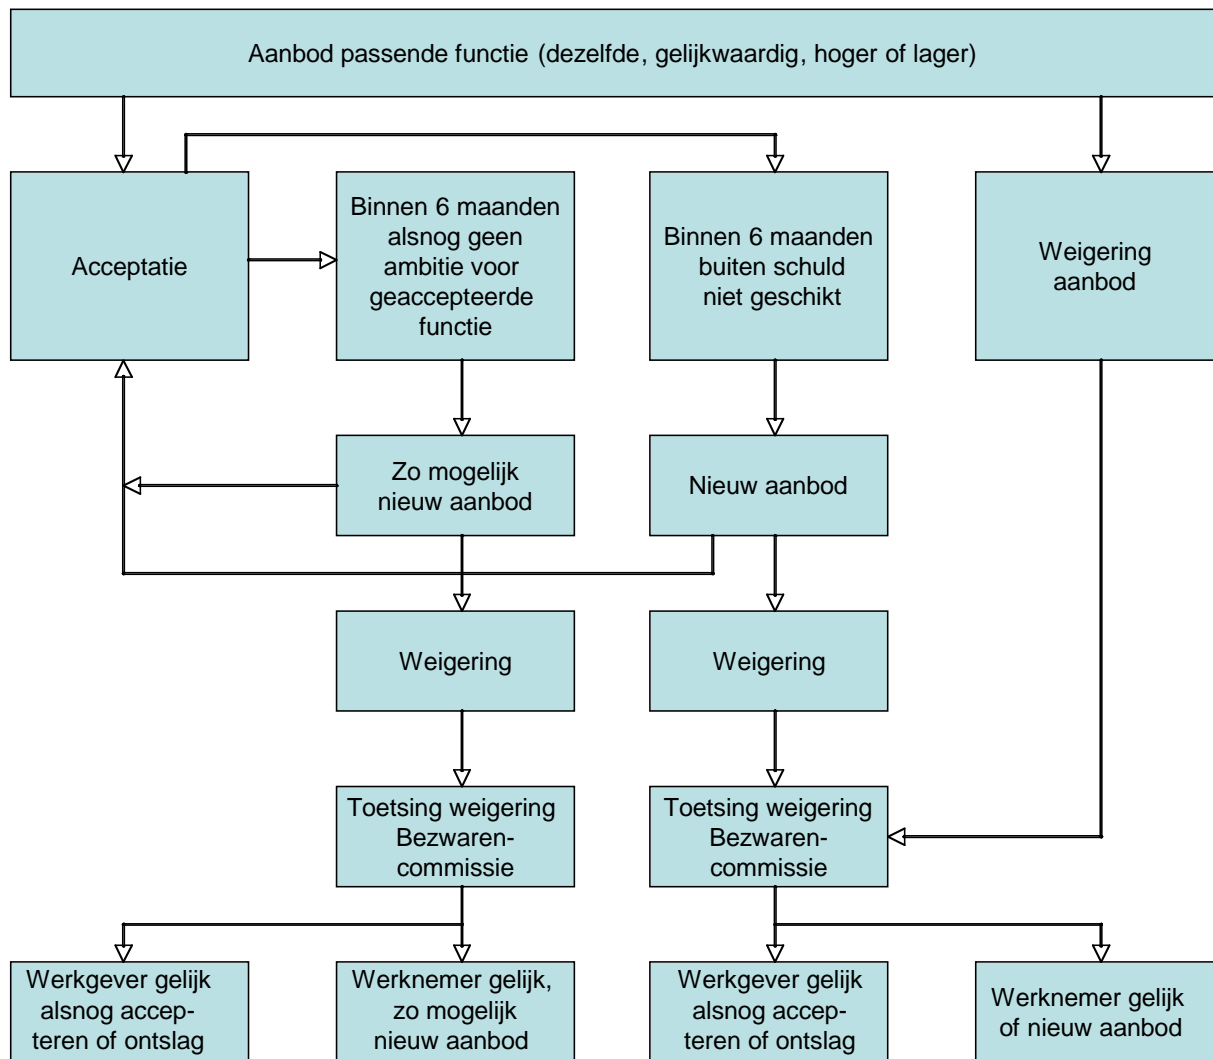 Aanbod passende functie (dezelfde, gelijkwaardig, hoger of lager)
Acceptatie
Binnen 6 maanden
alsnog geen
ambitie voor
geaccepteerde
functie
Binnen 6 maanden
buiten schuld
niet geschikt
Weigering
aanbod
Zo mogelijk
nieuw aanbod
Nieuw aanbod
Weigering
Weigering
Toetsing weigering
Bezwaren-
commissie
Toetsing weigering
Bezwaren-
commissie
Werkgever gelijk
alsnog accep-
teren of ontslag
Werknemer gelijk,
zo mogelijk
nieuw aanbod
Werkgever gelijk
alsnog accep-
teren of ontslag
Werknemer gelijk
of nieuw aanbod